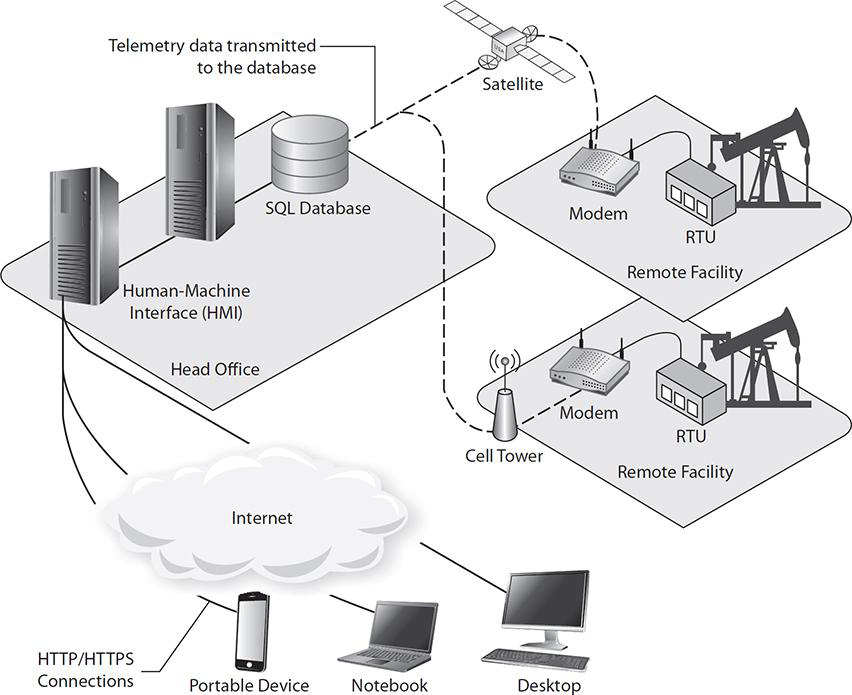 Telemetry data transmitted
to the database
Satellite
SQL Database
Modem
RTU
Remote Facility
Human-Machine
Interface (HMI)
Head Office
Modem
RTU
Cell Tower
Remote Facility
Internet
HTTP/HTTPS
Connections
Portable Device
Notebook
Desktop